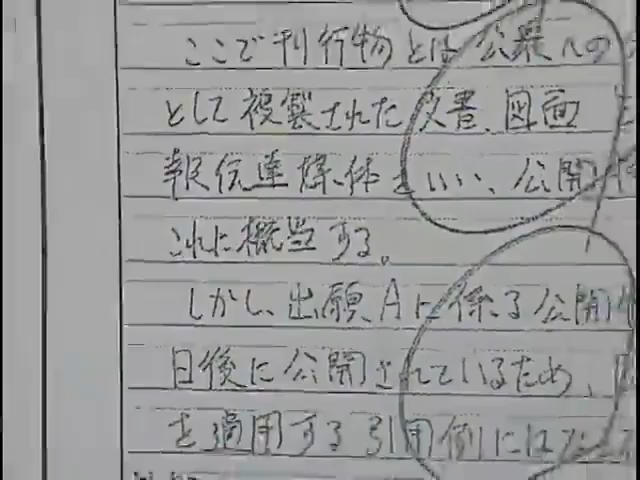 ここで刊行物とは公衆への
として複製された文書、図面
報伝達媒体をいい、公開
これに概当する。
しかし、出願Aに係る公開
日後に公開されているため、
を適用する引用例にはな